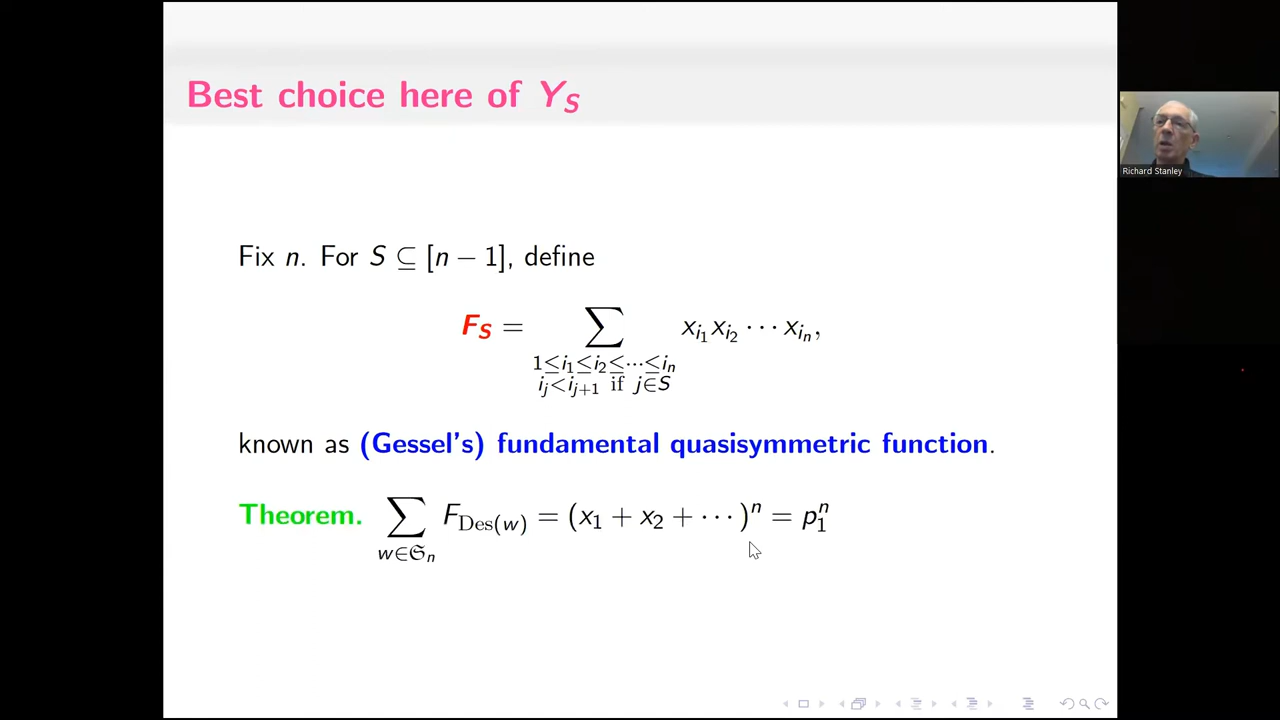 Best choice here of Y_S
Richard Stanley
Fix n. For S ⊆ [n − 1], define
F_S = ∑_{1≤i_1≤i_2≤···≤i_n, i_j<i_{j+1} if j∈S} x_{i_1} x_{i_2} ··· x_{i_n},
known as (Gessel's) fundamental quasisymmetric function.
Theorem. ∑_{w∈𝔖_n} F_{Des(w)} = (x_1 + x_2 + ···)^n = p_1^n